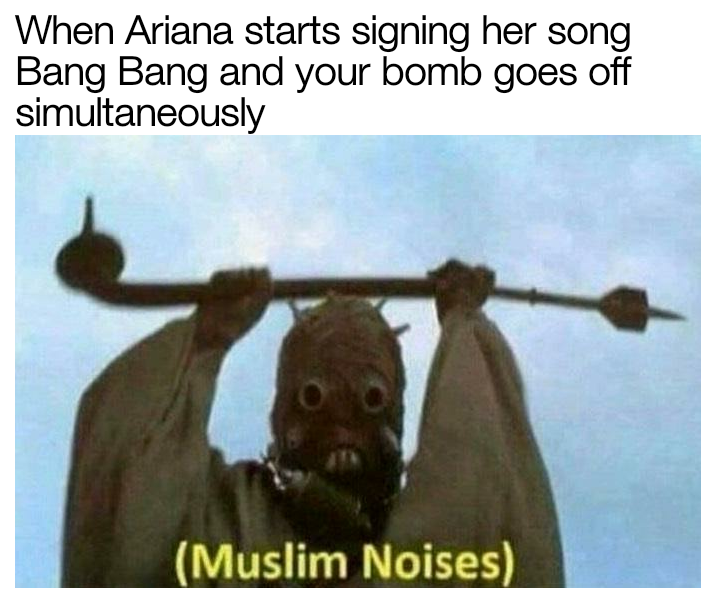 When Ariana starts signing her song
Bang Bang and your bomb goes off
simultaneously
(Muslim Noises)